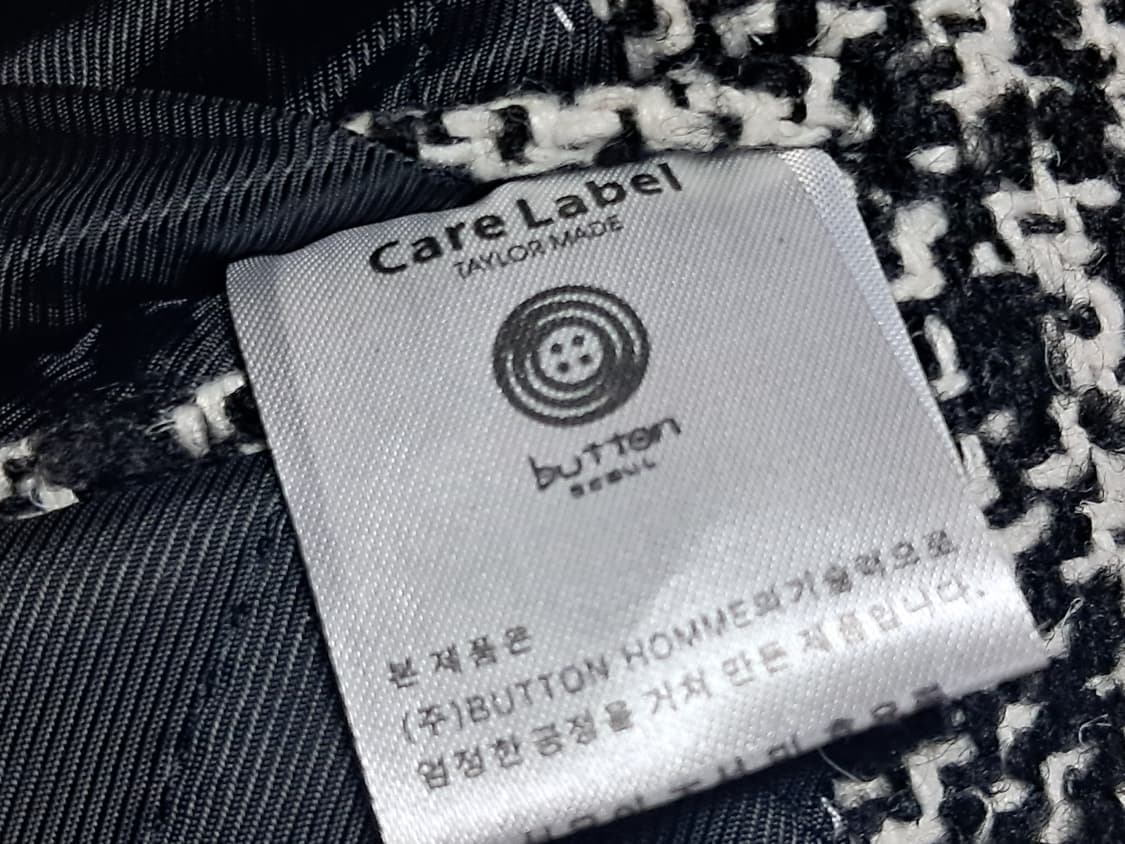 Care Label
TAYLOR MADE
button
seoul
본 제품은
(주)BUTTON HOMME의기술력으로
엄정한공정을 거쳐 만든 제품입니다.